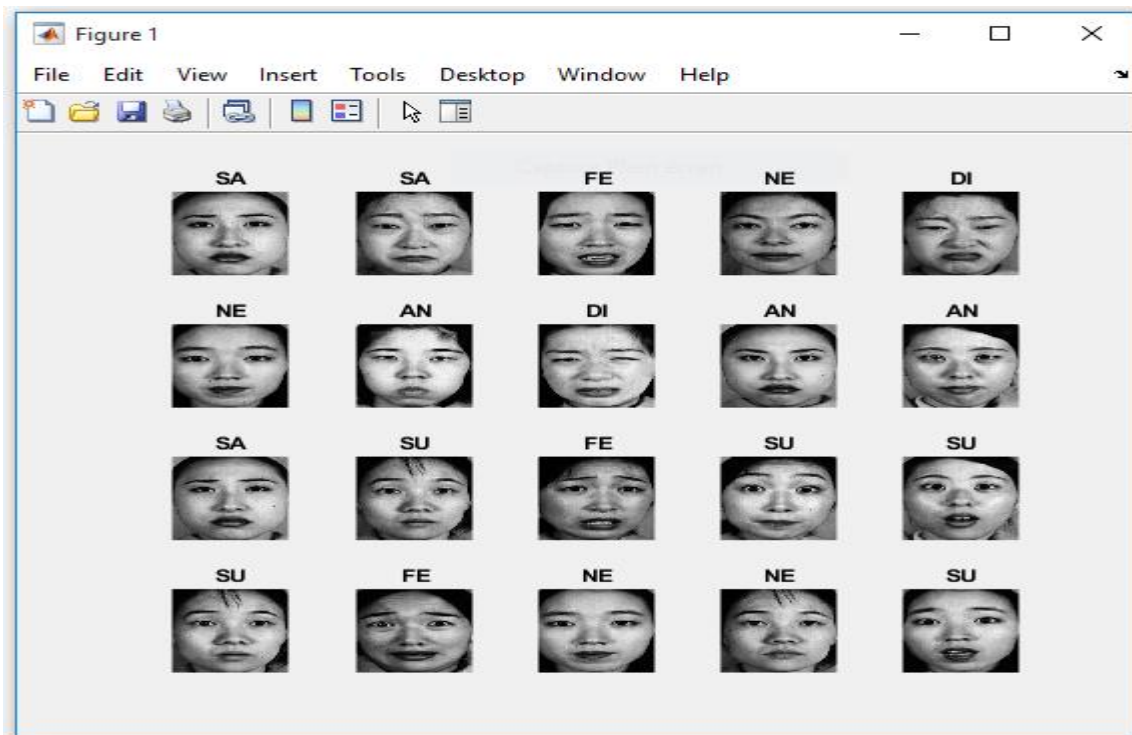 Figure 1
File Edit View Insert Tools Desktop Window Help
SA SA FE NE DI
NE AN DI AN AN
SA SU FE SU SU
SU FE NE NE SU